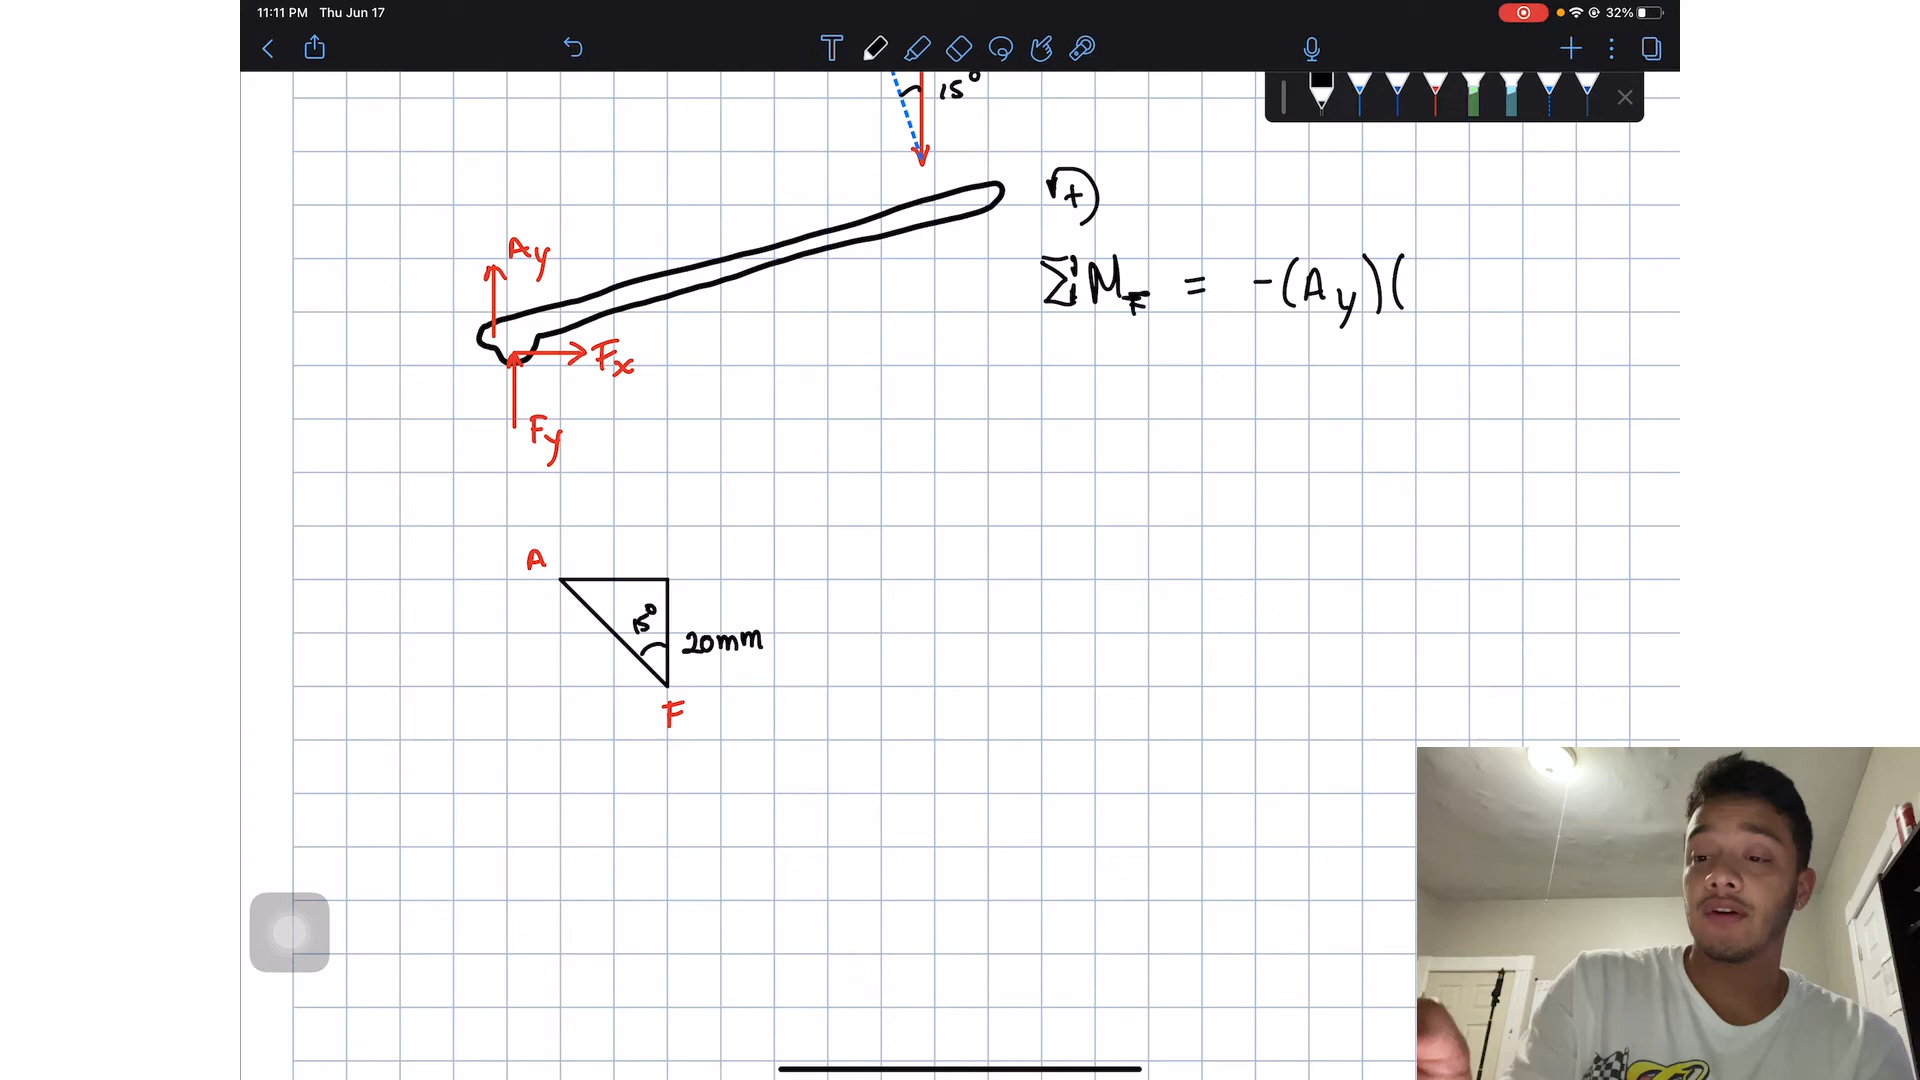 11:11 PM Thu Jun 17
32%
T
15°
+
Ay
ΣM_F = -(Ay)(
Fx
Fy
A
15°
20mm
F